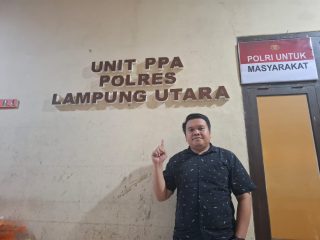 UNIT PPA
POLRES
LAMPUNG UTARA
POLRI UNTUK
MASYARAKAT